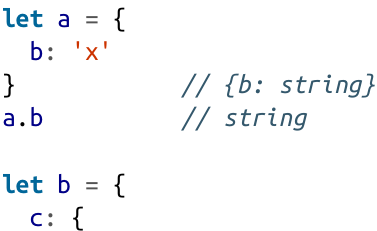 let a = {
  b: 'x'
}            // {b: string}
a.b          // string

let b = {
  c: {